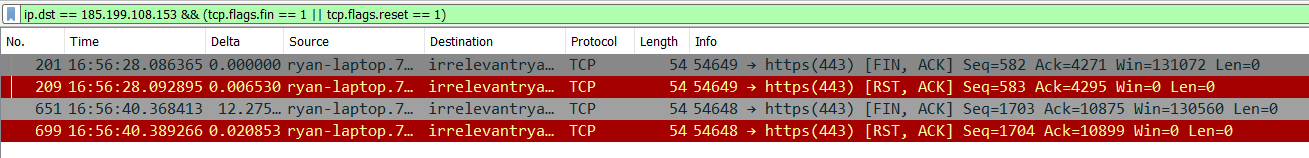 ip.dst == 185.199.108.153 && (tcp.flags.fin == 1 || tcp.flags.reset == 1)
No. Time Delta Source Destination Protocol Length Info
201 16:56:28.086365 0.000000 ryan-laptop.7… irrelevantrya… TCP 54 54649 → https(443) [FIN, ACK] Seq=582 Ack=4271 Win=131072 Len=0
209 16:56:28.092895 0.006530 ryan-laptop.7… irrelevantrya… TCP 54 54649 → https(443) [RST, ACK] Seq=583 Ack=4295 Win=0 Len=0
651 16:56:40.368413 12.275… ryan-laptop.7… irrelevantrya… TCP 54 54648 → https(443) [FIN, ACK] Seq=1703 Ack=10875 Win=130560 Len=0
699 16:56:40.389266 0.020853 ryan-laptop.7… irrelevantrya… TCP 54 54648 → https(443) [RST, ACK] Seq=1704 Ack=10899 Win=0 Len=0